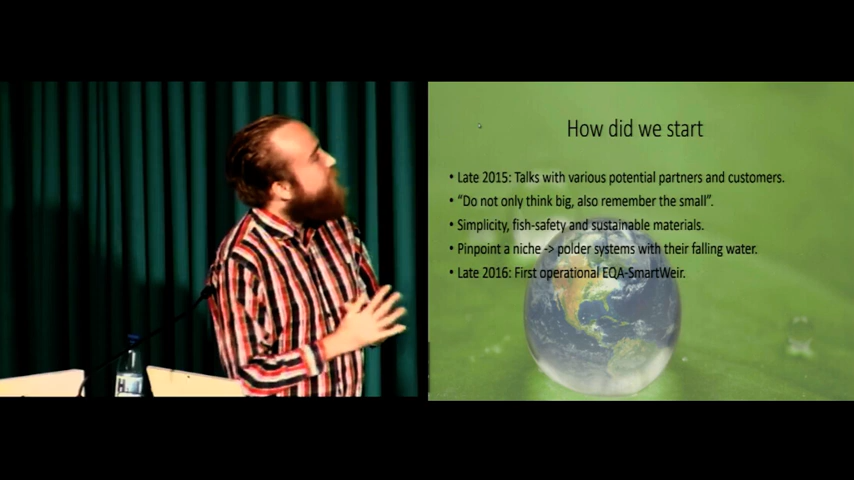 How did we start
• Late 2015: Talks with various potential partners and customers.
• “Do not only think big, also remember the small”.
• Simplicity, fish-safety and sustainable materials.
• Pinpoint a niche -> polder systems with their falling water.
• Late 2016: First operational EQA-SmartWeir.
H